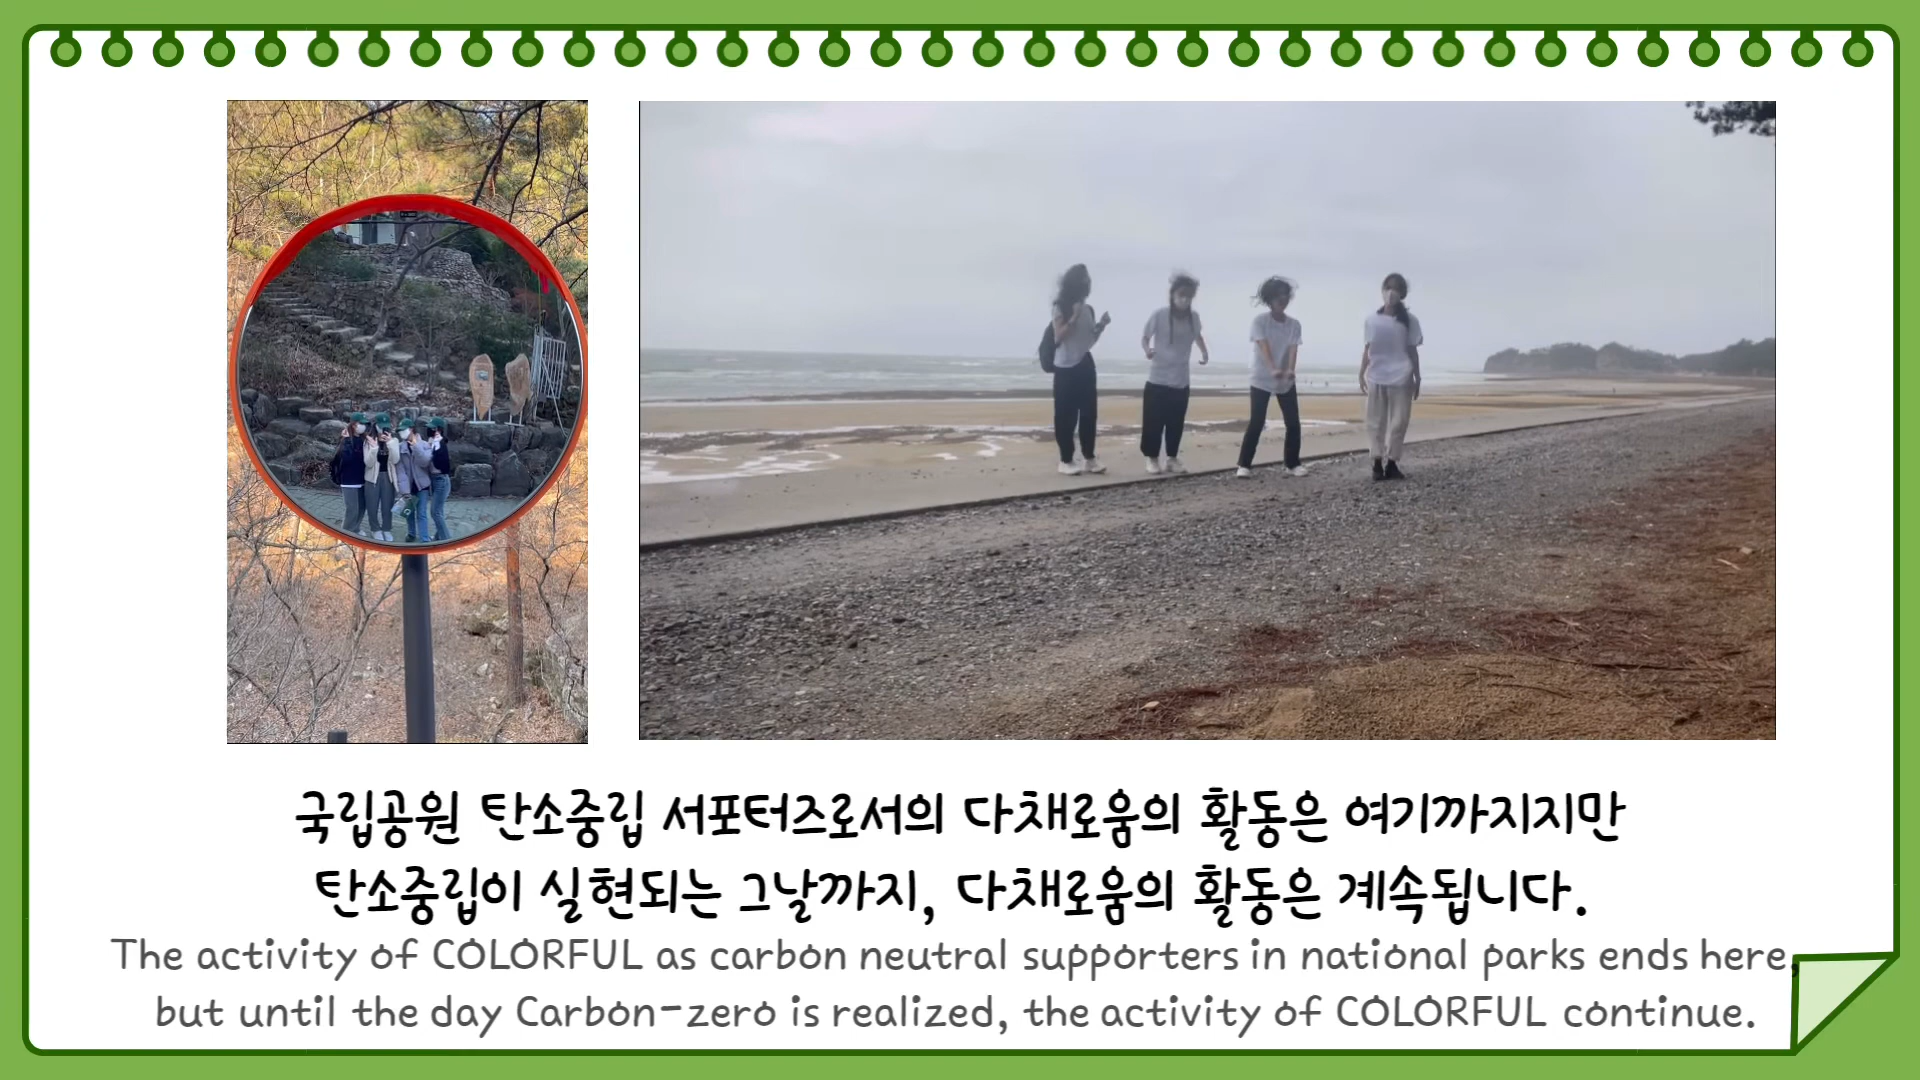 국립공원 탄소중립 서포터즈로서의 다채로움의 활동은 여기까지지만
탄소중립이 실현되는 그날까지, 다채로움의 활동은 계속됩니다.
The activity of COLORFUL as carbon neutral supporters in national parks ends here,
but until the day Carbon-zero is realized, the activity of COLORFUL continue.